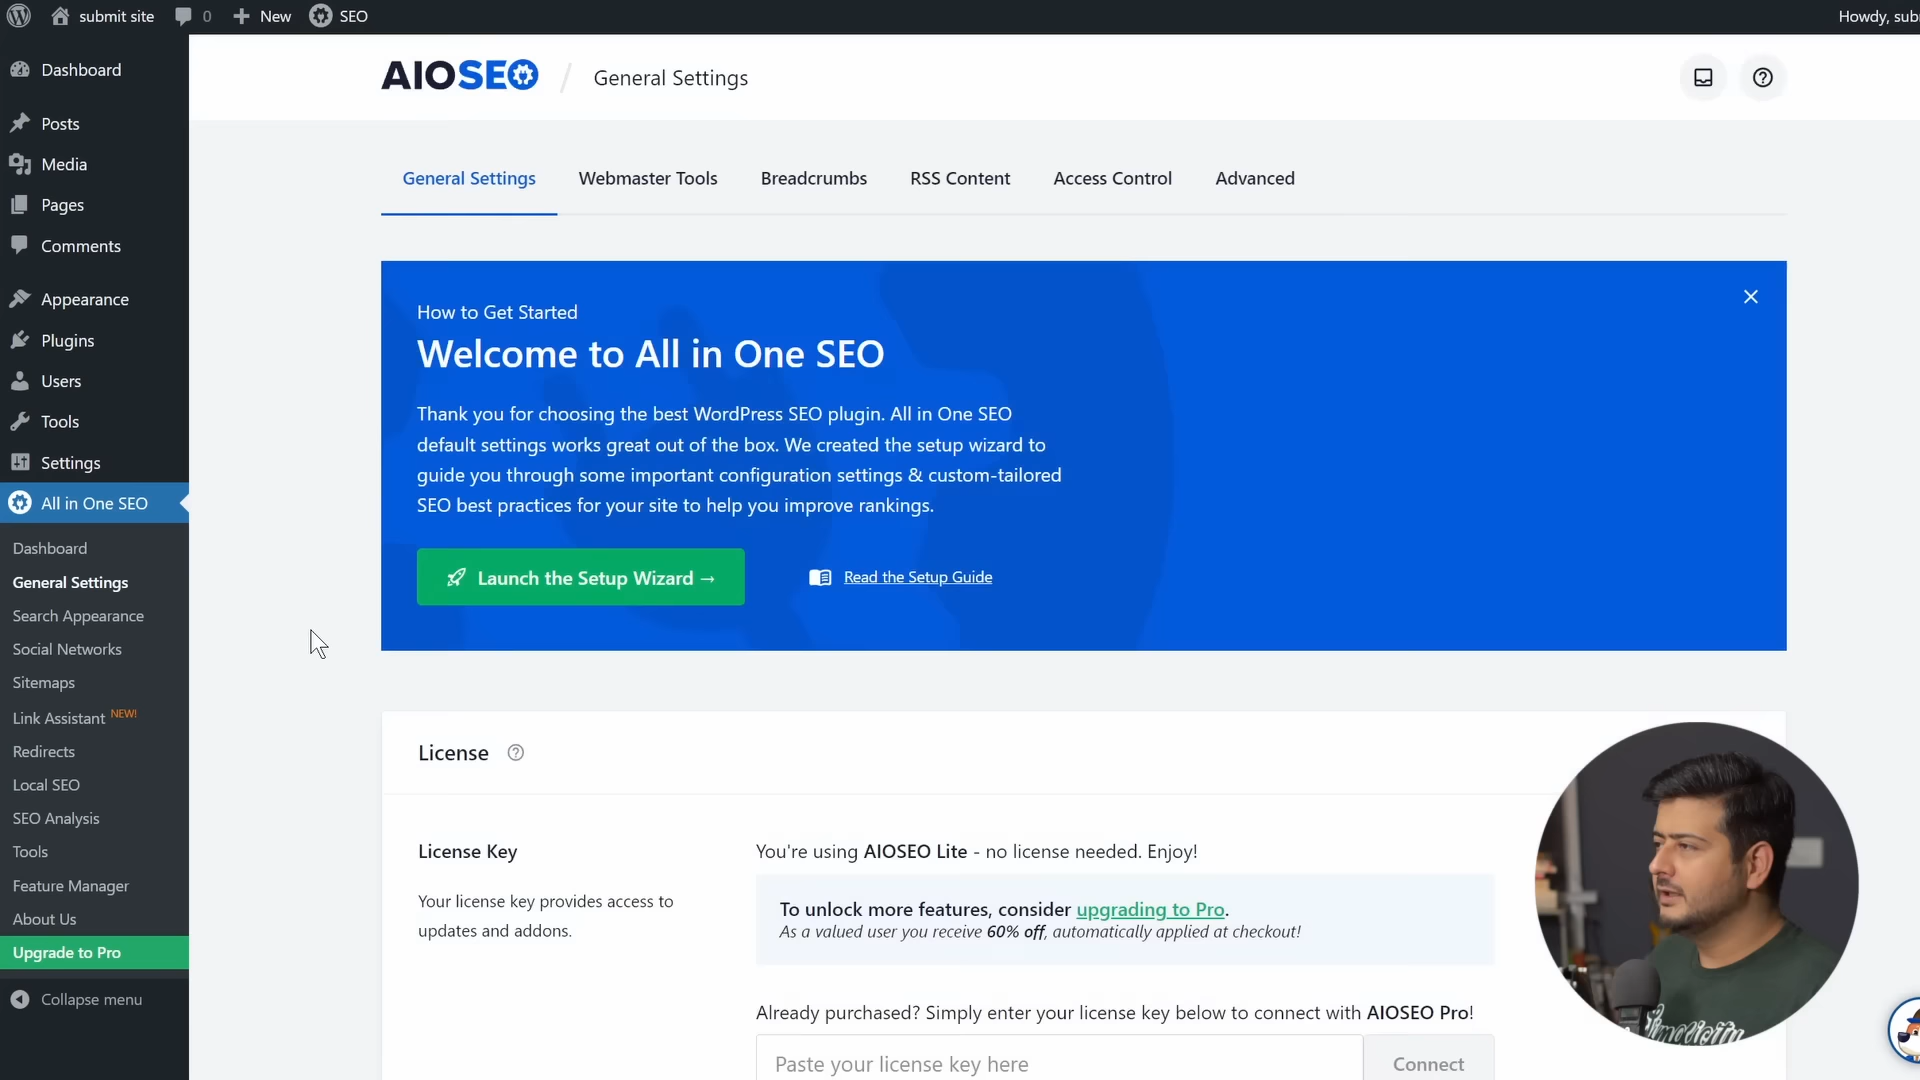 submit site
0
New
SEO
Howdy, sub
Dashboard
Posts
Media
Pages
Comments
Appearance
Plugins
Users
Tools
Settings
All in One SEO
Dashboard
General Settings
Search Appearance
Social Networks
Sitemaps
Link Assistant NEW!
Redirects
Local SEO
SEO Analysis
Tools
Feature Manager
About Us
Upgrade to Pro
Collapse menu
AIOSEO / General Settings
General Settings
Webmaster Tools
Breadcrumbs
RSS Content
Access Control
Advanced
How to Get Started
Welcome to All in One SEO
Thank you for choosing the best WordPress SEO plugin. All in One SEO
default settings works great out of the box. We created the setup wizard to
guide you through some important configuration settings & custom-tailored
SEO best practices for your site to help you improve rankings.
Launch the Setup Wizard →
Read the Setup Guide
License
License Key
Your license key provides access to
updates and addons.
You're using AIOSEO Lite - no license needed. Enjoy!
To unlock more features, consider upgrading to Pro.
As a valued user you receive 60% off, automatically applied at checkout!
Already purchased? Simply enter your license key below to connect with AIOSEO Pro!
Paste your license key here
Connect